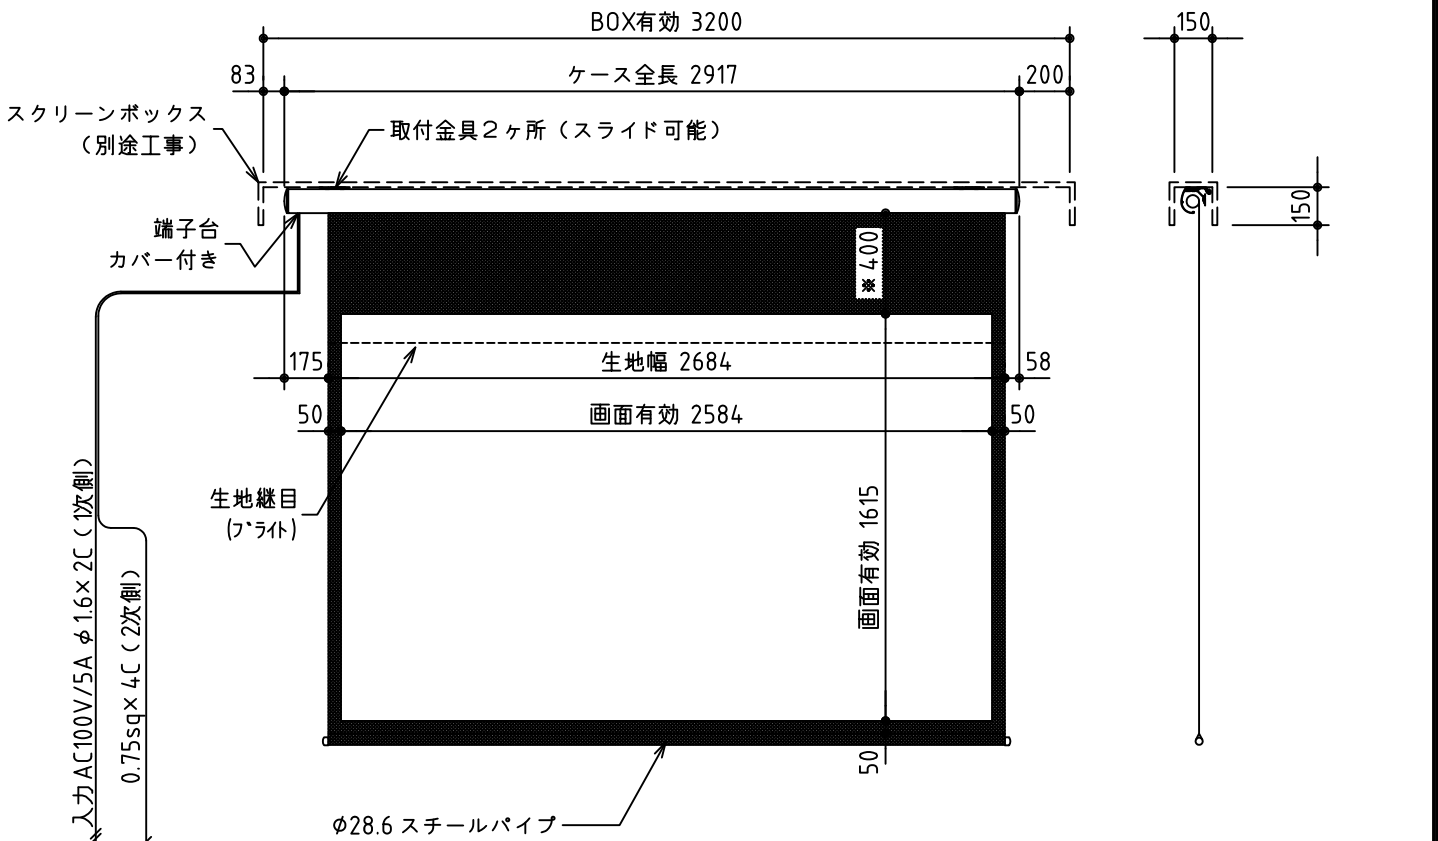 BOX有効 3200
150
83
ケース全長 2917
200
スクリーンボックス
（別途工事）
取付金具２ヶ所（スライド可能）
150
端子台
カバー付き
※ 400
175
生地幅 2684
58
50
画面有効 2584
50
生地継目
(ブライト)
画面有効 1615
入力AC100V/5A φ1.6×2C（1次側）
0.75sq×4C（2次側）
50
φ28.6 スチールパイプ